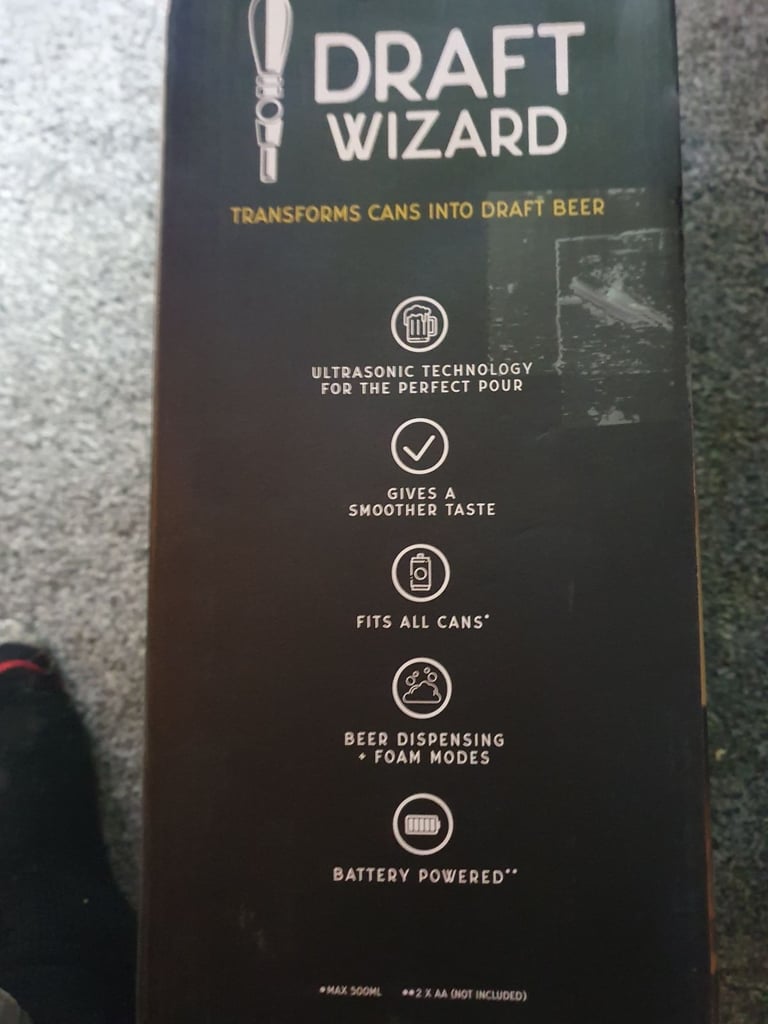 DRAFT
WIZARD
TRANSFORMS CANS INTO DRAFT BEER
ULTRASONIC TECHNOLOGY
FOR THE PERFECT POUR
GIVES A
SMOOTHER TASTE
FITS ALL CANS*
BEER DISPENSING
+ FOAM MODES
BATTERY POWERED**
*MAX 500ML **2 X AA (NOT INCLUDED)